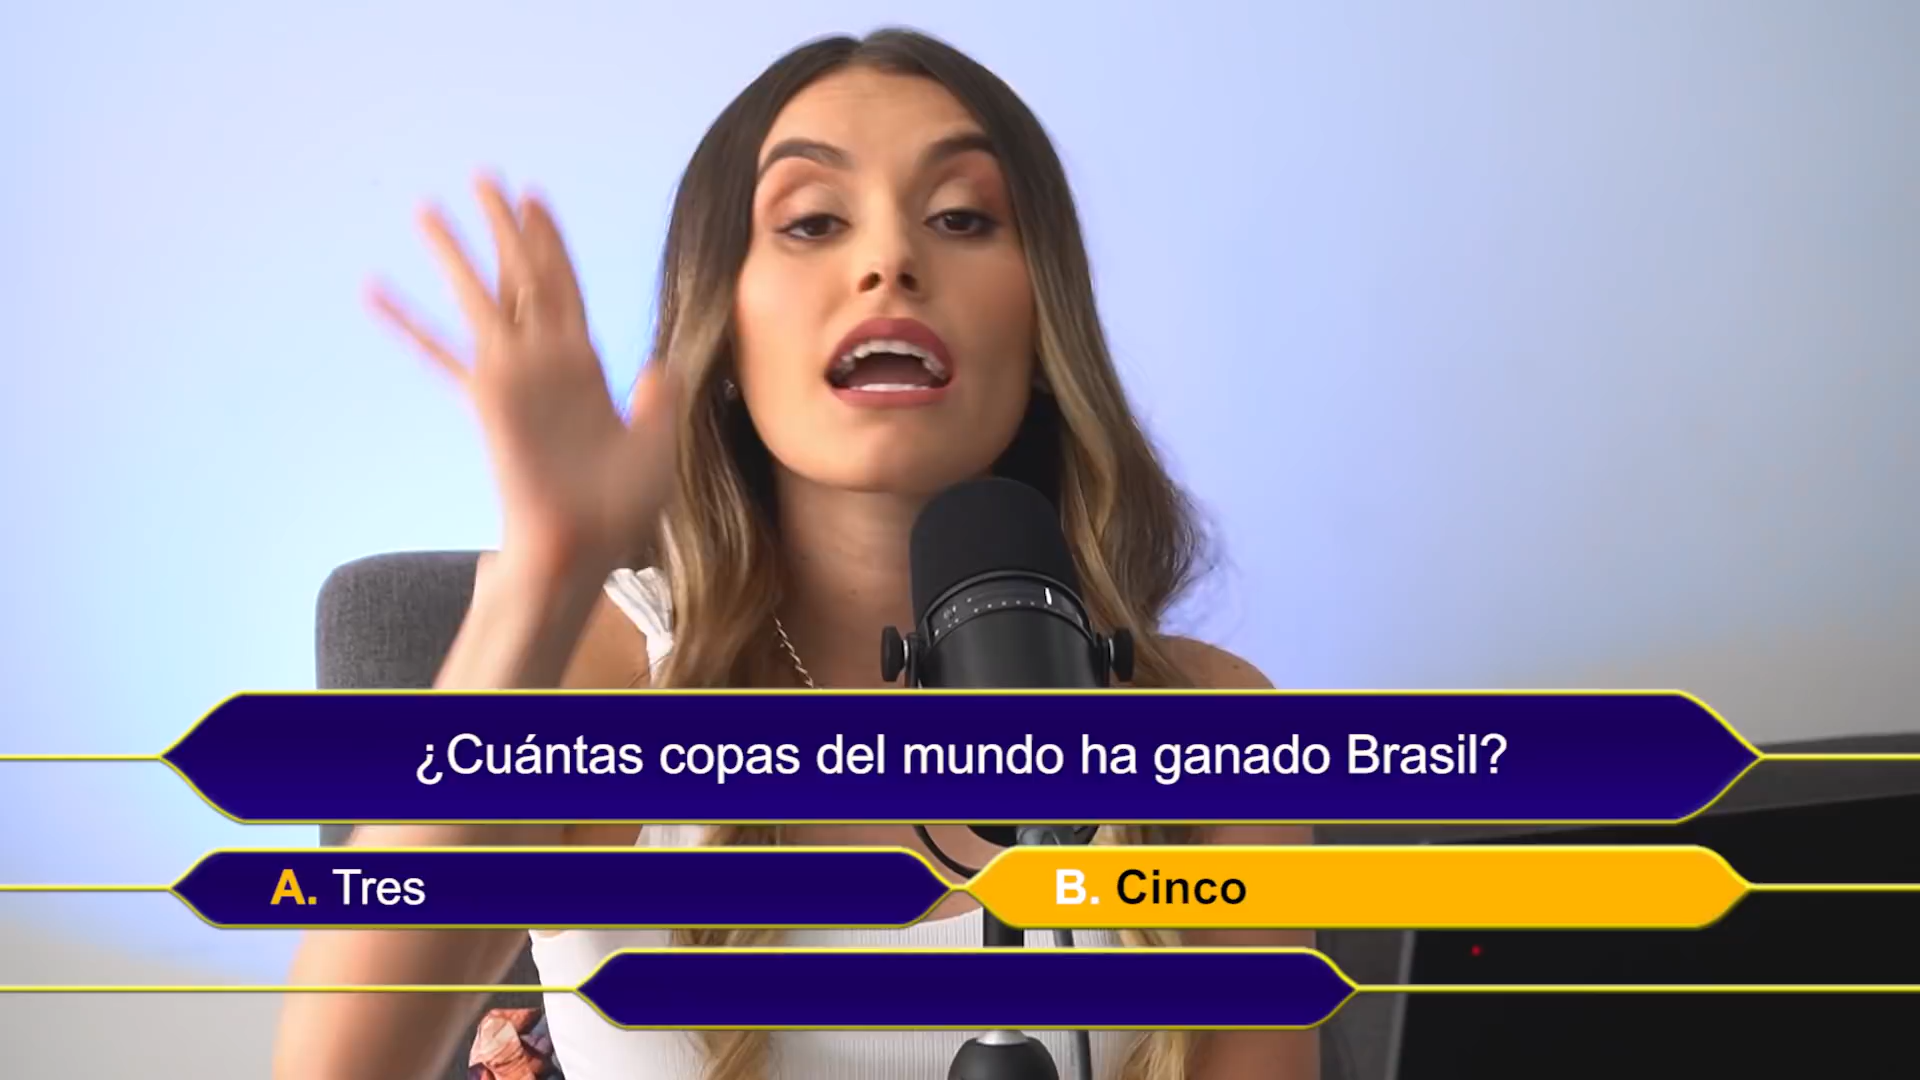 ¿Cuántas copas del mundo ha ganado Brasil?
A. Tres
B. Cinco